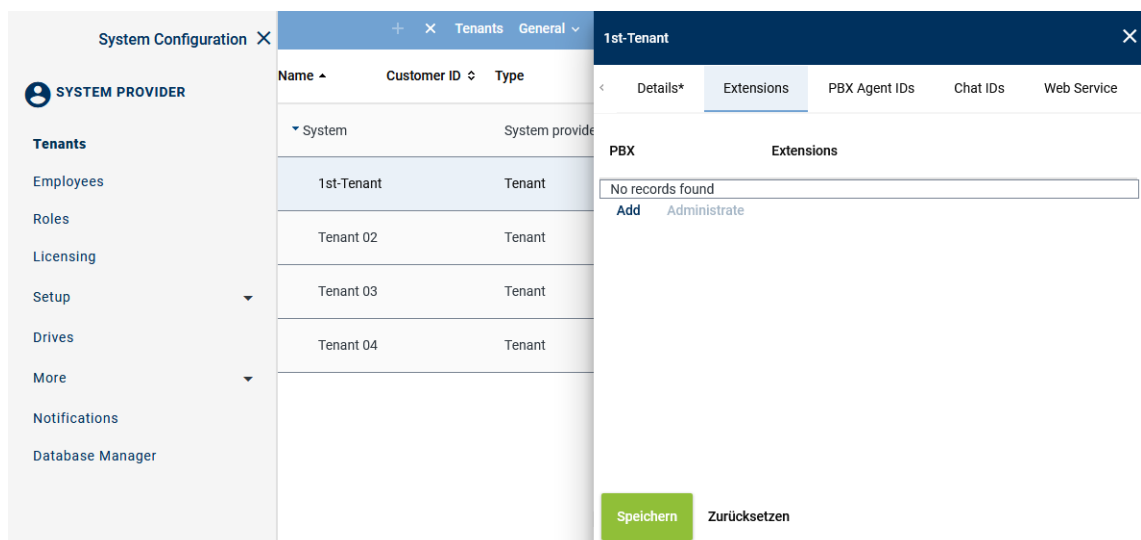 System Configuration
SYSTEM PROVIDER
Tenants
Employees
Roles
Licensing
Setup
Drives
More
Notifications
Database Manager
Tenants General
Name Customer ID Type
System System provide
1st-Tenant Tenant
Tenant 02 Tenant
Tenant 03 Tenant
Tenant 04 Tenant
1st-Tenant
Details* Extensions PBX Agent IDs Chat IDs Web Service
PBX Extensions
No records found
Add Administrate
Speichern Zurücksetzen